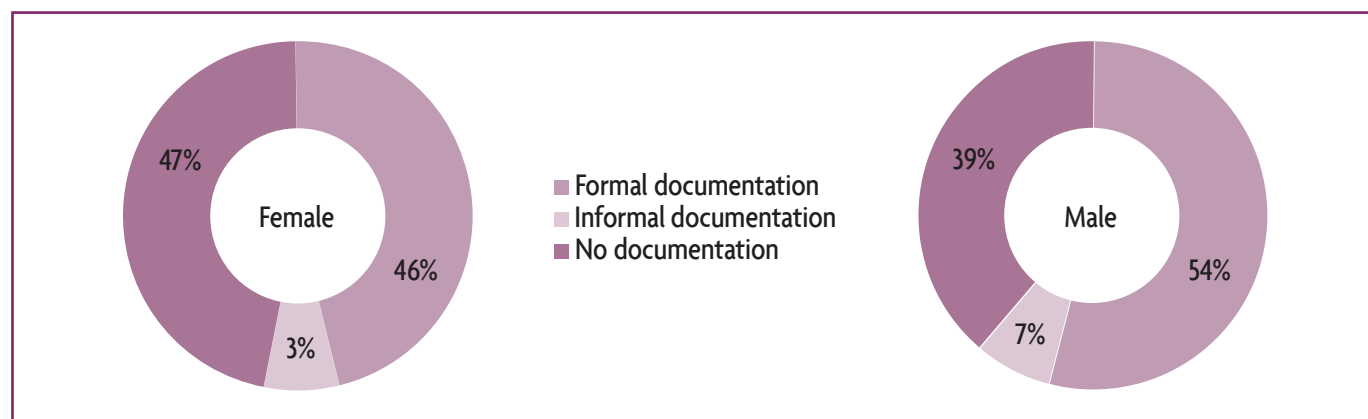 47%
Female
46%
3%
Formal documentation
Informal documentation
No documentation
39%
Male
54%
7%